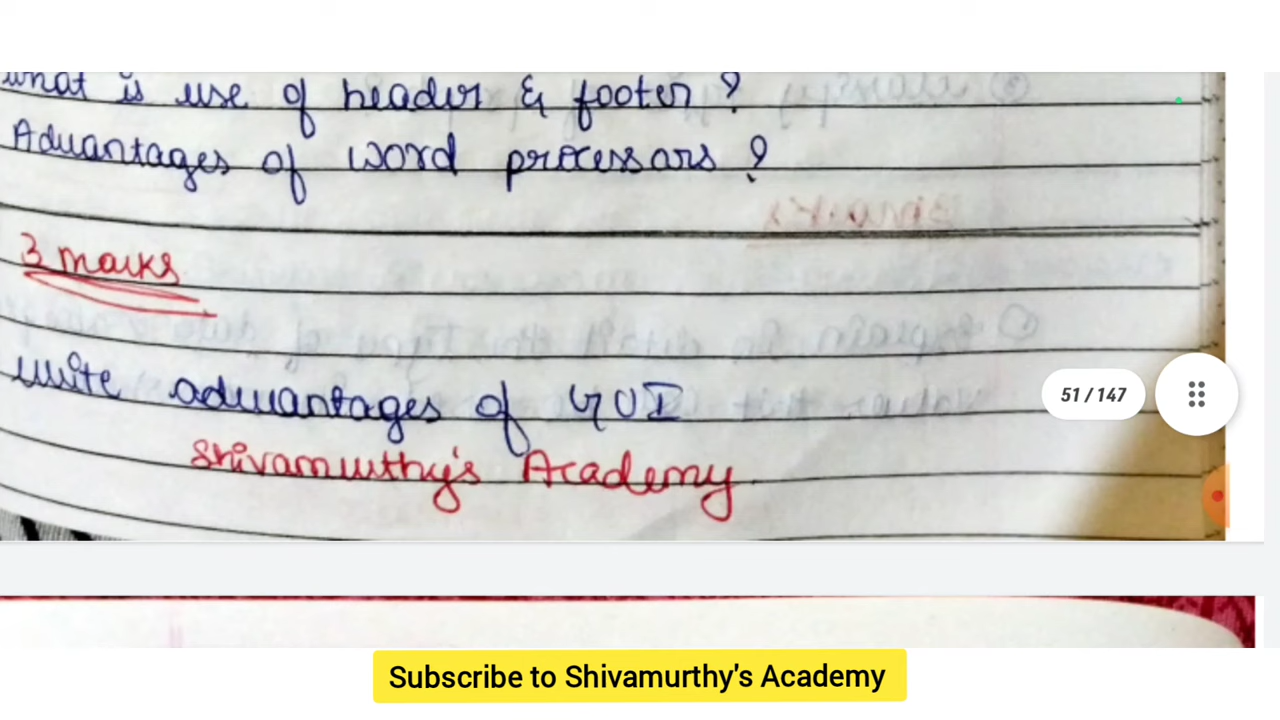 what is use of header & footer ?
Advantages of word processors ?
3 marks
write advantages of GUI
Shivamurthy's Academy
51 / 147
Subscribe to Shivamurthy's Academy